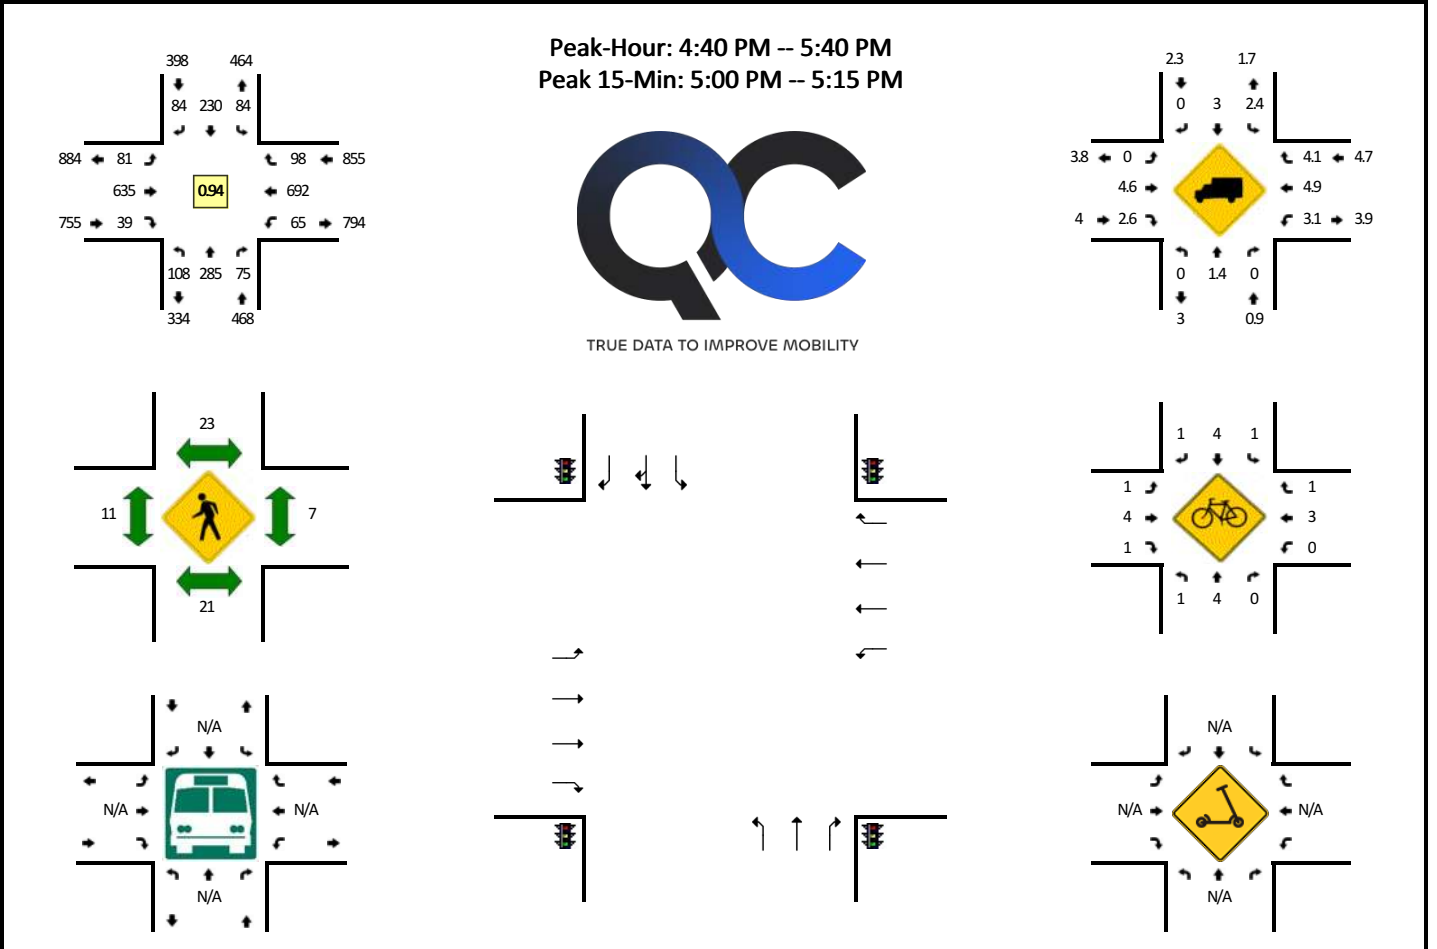 Peak-Hour: 4:40 PM -- 5:40 PM
Peak 15-Min: 5:00 PM -- 5:15 PM
398 464
84 230 84
884 81 98 855
635 0.94 692
755 39 65 794
108 285 75
334 468
QC
TRUE DATA TO IMPROVE MOBILITY
2.3 1.7
0 3 2.4
3.8 0 4.1 4.7
4.6 4.9
4 2.6 3.1 3.9
0 1.4 0
3 0.9
23
11 7
21
1 4 1
1 1
4 3
1 0
1 4 0
N/A
N/A N/A
N/A
N/A
N/A N/A
N/A